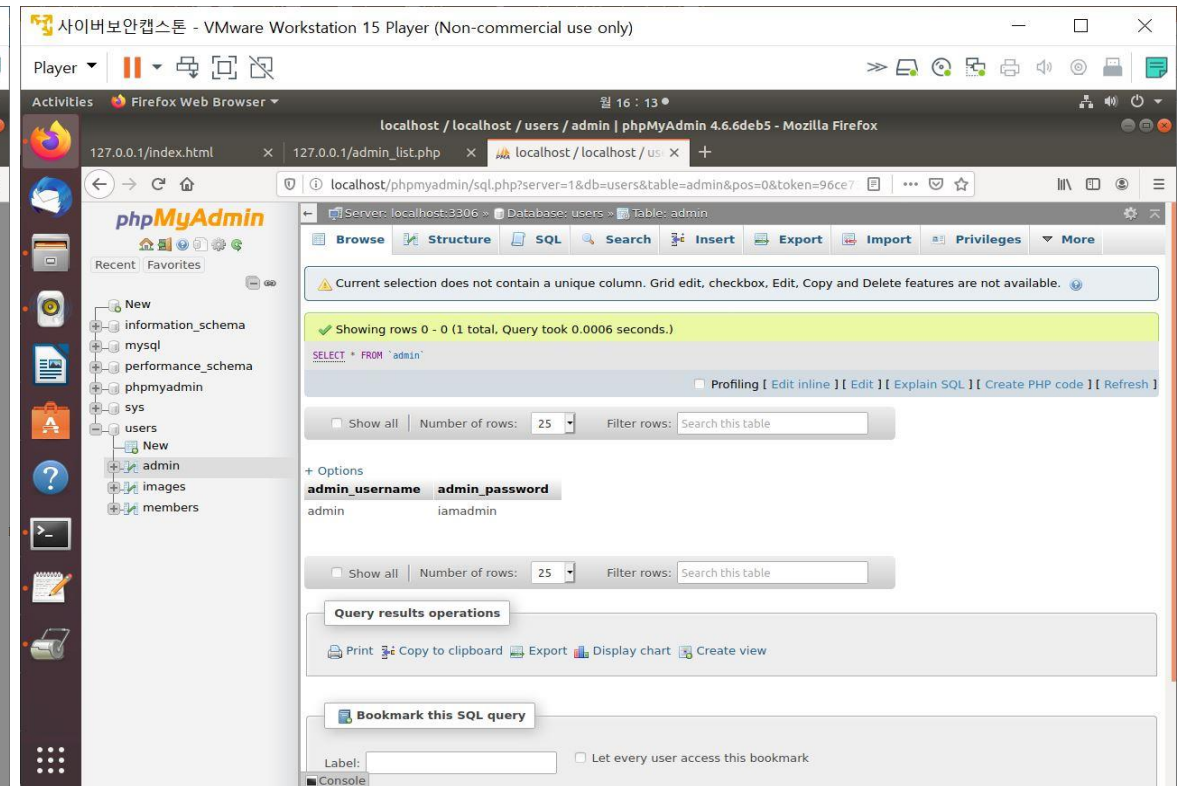 사이버보안캡스톤 - VMware Workstation 15 Player (Non-commercial use only)
Player
Activities Firefox Web Browser 월 16 : 13
localhost / localhost / users / admin | phpMyAdmin 4.6.6deb5 - Mozilla Firefox
127.0.0.1/index.html 127.0.0.1/admin_list.php localhost / localhost / us
localhost/phpmyadmin/sql.php?server=1&db=users&table=admin&pos=0&token=96ce7
phpMyAdmin
Recent Favorites
New
information_schema
mysql
performance_schema
phpmyadmin
sys
users
New
admin
images
members
Server: localhost:3306 » Database: users » Table: admin
Browse Structure SQL Search Insert Export Import Privileges More
Current selection does not contain a unique column. Grid edit, checkbox, Edit, Copy and Delete features are not available.
Showing rows 0 - 0 (1 total, Query took 0.0006 seconds.)
SELECT * FROM `admin`
Profiling [ Edit inline ] [ Edit ] [ Explain SQL ] [ Create PHP code ] [ Refresh ]
Show all Number of rows: 25 Filter rows: Search this table
+ Options
admin_username admin_password
admin iamadmin
Show all Number of rows: 25 Filter rows: Search this table
Query results operations
Print Copy to clipboard Export Display chart Create view
Bookmark this SQL query
Label: Let every user access this bookmark
Console